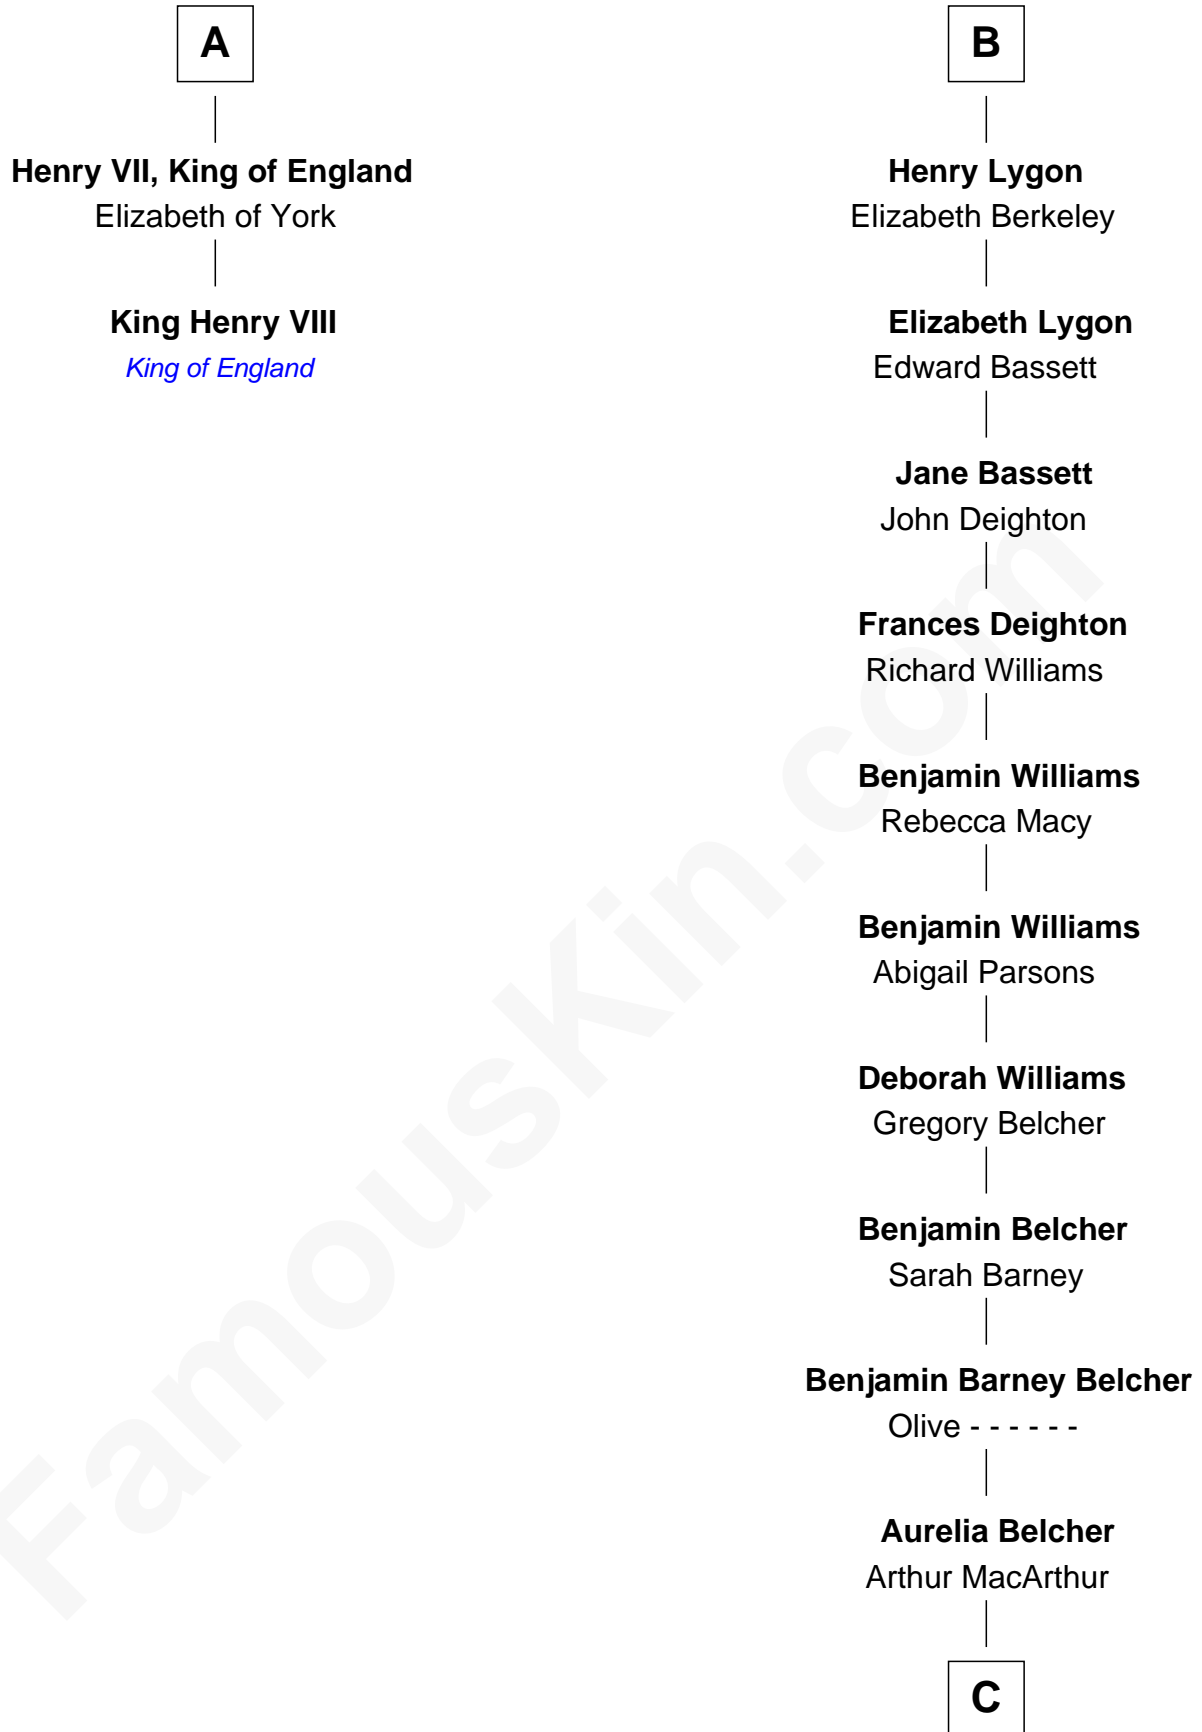 A
Henry VII, King of England
Elizabeth of York
King Henry VIII
King of England
B
Henry Lygon
Elizabeth Berkeley
Elizabeth Lygon
Edward Bassett
Jane Bassett
John Deighton
Frances Deighton
Richard Williams
Benjamin Williams
Rebecca Macy
Benjamin Williams
Abigail Parsons
Deborah Williams
Gregory Belcher
Benjamin Belcher
Sarah Barney
Benjamin Barney Belcher
Olive - - - - - -
Aurelia Belcher
Arthur MacArthur
C
FamousKin.com